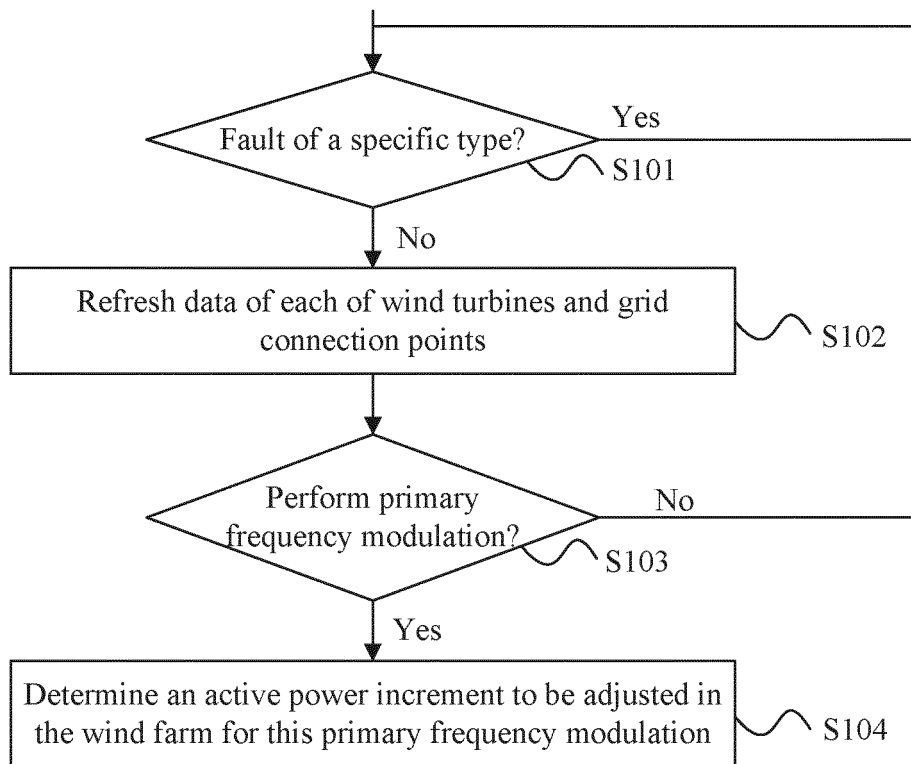 Fault of a specific type?
Yes
S101
No
Refresh data of each of wind turbines and grid
connection points
S102
Perform primary
frequency modulation?
No
S103
Yes
Determine an active power increment to be adjusted in
the wind farm for this primary frequency modulation
S104